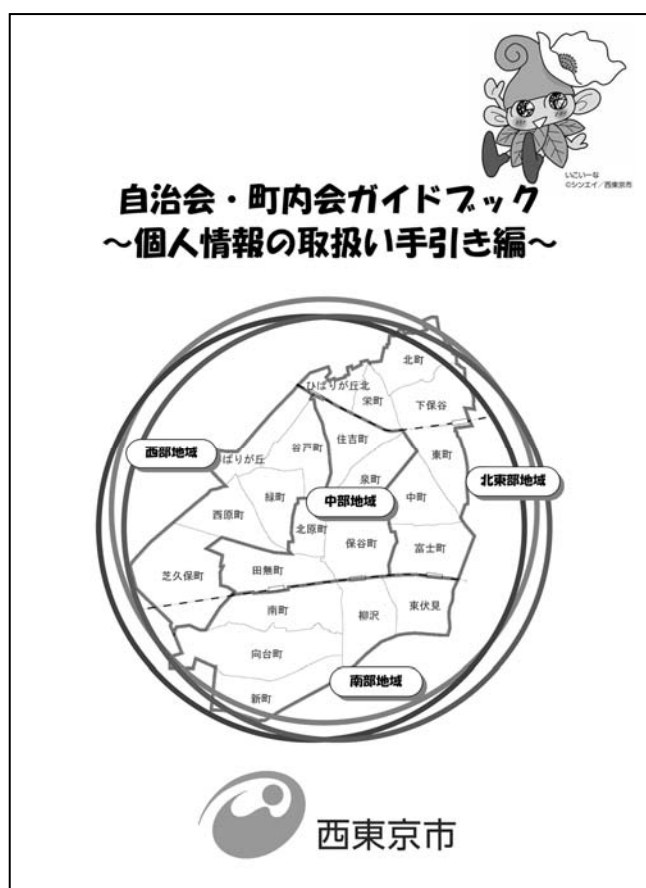 いこいーな
©シンエイ／西東京市
自治会・町内会ガイドブック
～個人情報の取扱い手引き編～
北町
ひばりが丘北
栄町
下保谷
住吉町
谷戸町
東町
西部地域
ばりが丘
泉町
北東部地域
緑町
中部地域
中町
西原町
北原町
保谷町
富士町
芝久保町
田無町
南町
柳沢
東伏見
向台町
南部地域
新町
西東京市